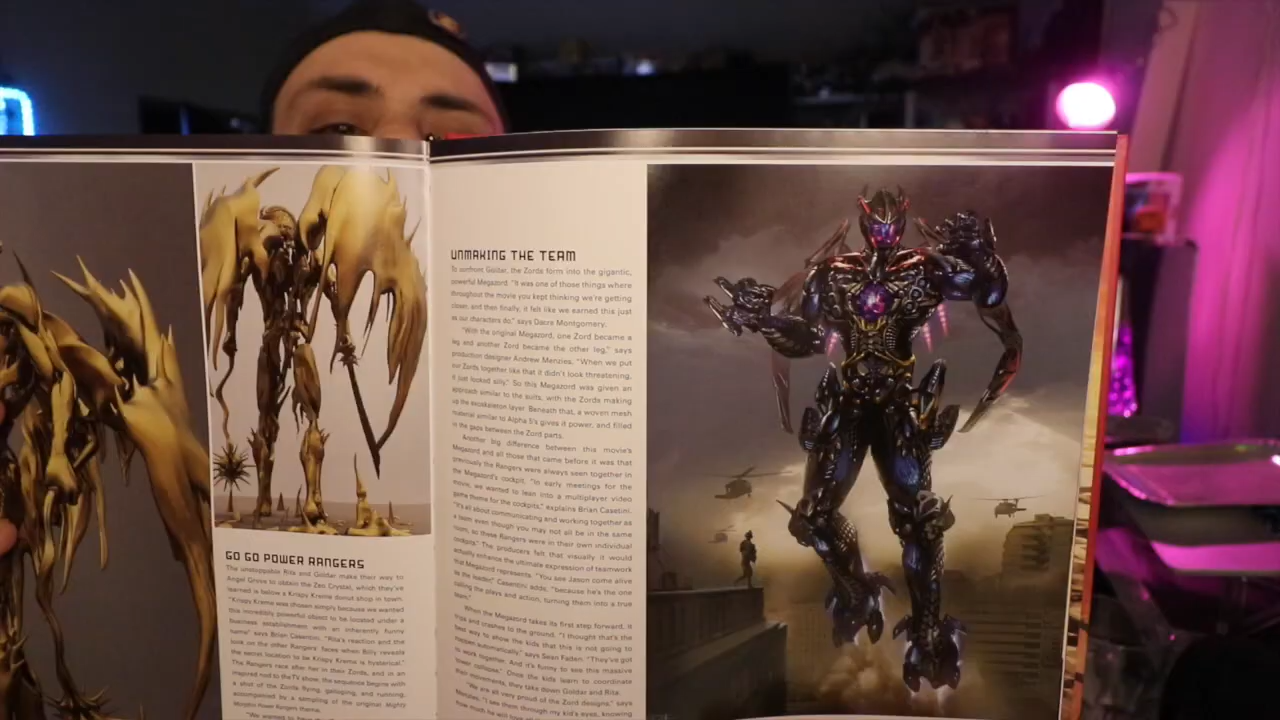 GO GO POWER RANGERS
The unstoppable Rita and Goldar make their way to
Angel Grove to obtain the Zeo Crystal, which they've
learned is below a Krispy Kreme donut shop in town.
"Krispy Kreme was chosen simply because we wanted
this incredibly powerful object to be located under a
business establishment with an inherently funny
name" says Brian Casentini. "Rita's reaction and the
look on the other Rangers' faces when Billy reveals
the secret location to be Krispy Kreme is hysterical."
The Rangers race after her in their Zords, and in an
inspired nod to the TV show, the sequence begins with
a shot of the Zords flying, galloping, and running,
accompanied by a sampling of the original Mighty
Morphin Power Rangers theme.
"We wanted to
UNMAKING THE TEAM
To confront Goldar, the Zords form into the gigantic,
powerful Megazord. "It was one of those things where
throughout the movie you kept thinking we're getting
closer, and then finally, it felt like we earned this just
as our characters do," says Dacre Montgomery.
"With the original Megazord, one Zord became a
leg and another Zord became the other leg," says
production designer Andrew Menzies. "When we put
our Zords together like that it didn't look threatening,
it just looked silly." So this Megazord was given an
approach similar to the suits, with the Zords making
up the exoskeleton layer. Beneath that, a woven mesh
material similar to Alpha 5's gives it power, and filled
in the gaps between the Zord parts.
Another big difference between this movie's
Megazord and all those that came before it was that
previously the Rangers were always seen together in
the Megazord's cockpit. "In early meetings for the
movie, we wanted to lean into a multiplayer video
game theme for the cockpits," explains Brian Casetini.
"It's all about communicating and working together as
a team even though you may not all be in the same
room, so these Rangers were in their own individual
cockpits." The producers felt that visually it would
actually enhance the ultimate expression of teamwork
that Megazord represents. "You see Jason come alive
as the leader," Casentini adds, "because he's the one
calling the plays and action, turning them into a true
team."
When the Megazord takes its first step forward, it
trips and crashes to the ground. "I thought that's the
best way to show the kids that this is not going to
happen automatically," says Sean Faden. "They've got
to work together. And it's funny to see this massive
tower collapse." Once the kids learn to coordinate
their movements, they take down Goldar and Rita.
"We are all very proud of the Zord designs," says
Menzies. "I see them through my kid's eyes, knowing
how much he will